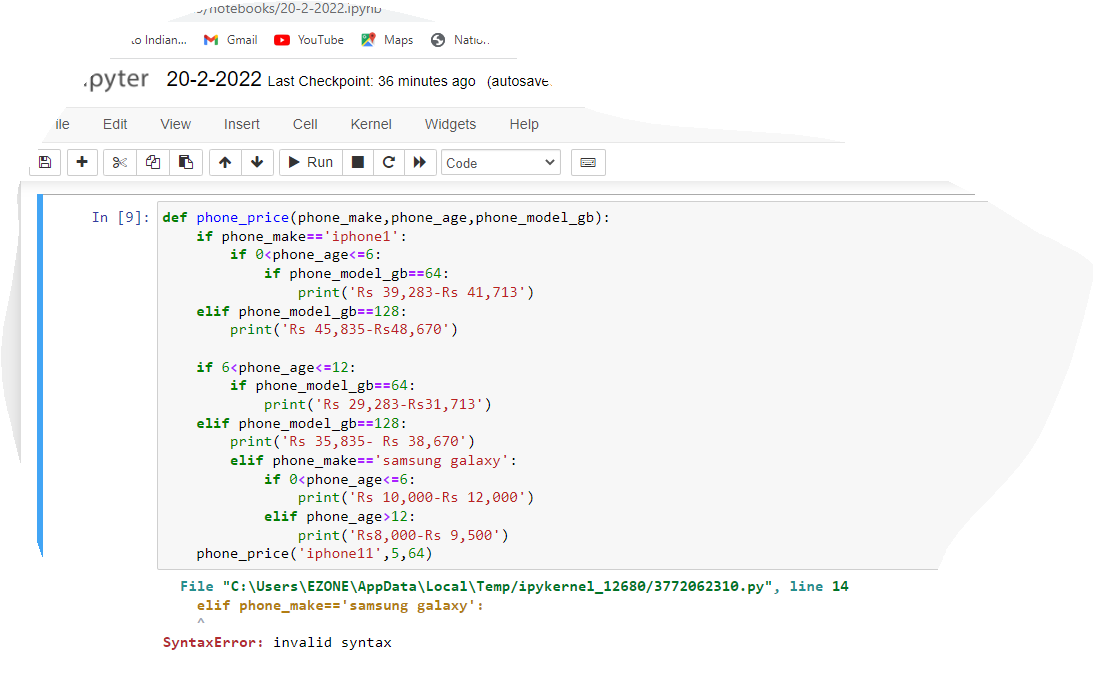 notebooks/20-2-2022.ipynb
Indian... Gmail YouTube Maps
pyter 20-2-2022 Last Checkpoint: 36 minutes ago (autosave
ile Edit View Insert Cell Kernel Widgets Help
Run Code
In [9]: def phone_price(phone_make,phone_age,phone_model_gb):
if phone_make=='iphone1':
if 0<phone_age<=6:
if phone_model_gb==64:
print('Rs 39,283-Rs 41,713')
elif phone_model_gb==128:
print('Rs 45,835-Rs48,670')
if 6<phone_age<=12:
if phone_model_gb==64:
print('Rs 29,283-Rs31,713')
elif phone_model_gb==128:
print('Rs 35,835- Rs 38,670')
elif phone_make=='samsung galaxy':
if 0<phone_age<=6:
print('Rs 10,000-Rs 12,000')
elif phone_age>12:
print('Rs8,000-Rs 9,500')
phone_price('iphone11',5,64)
File "C:\Users\EZONE\AppData\Local\Temp/ipykernel_12680/3772062310.py", line 14
elif phone_make=='samsung galaxy':
^
SyntaxError: invalid syntax